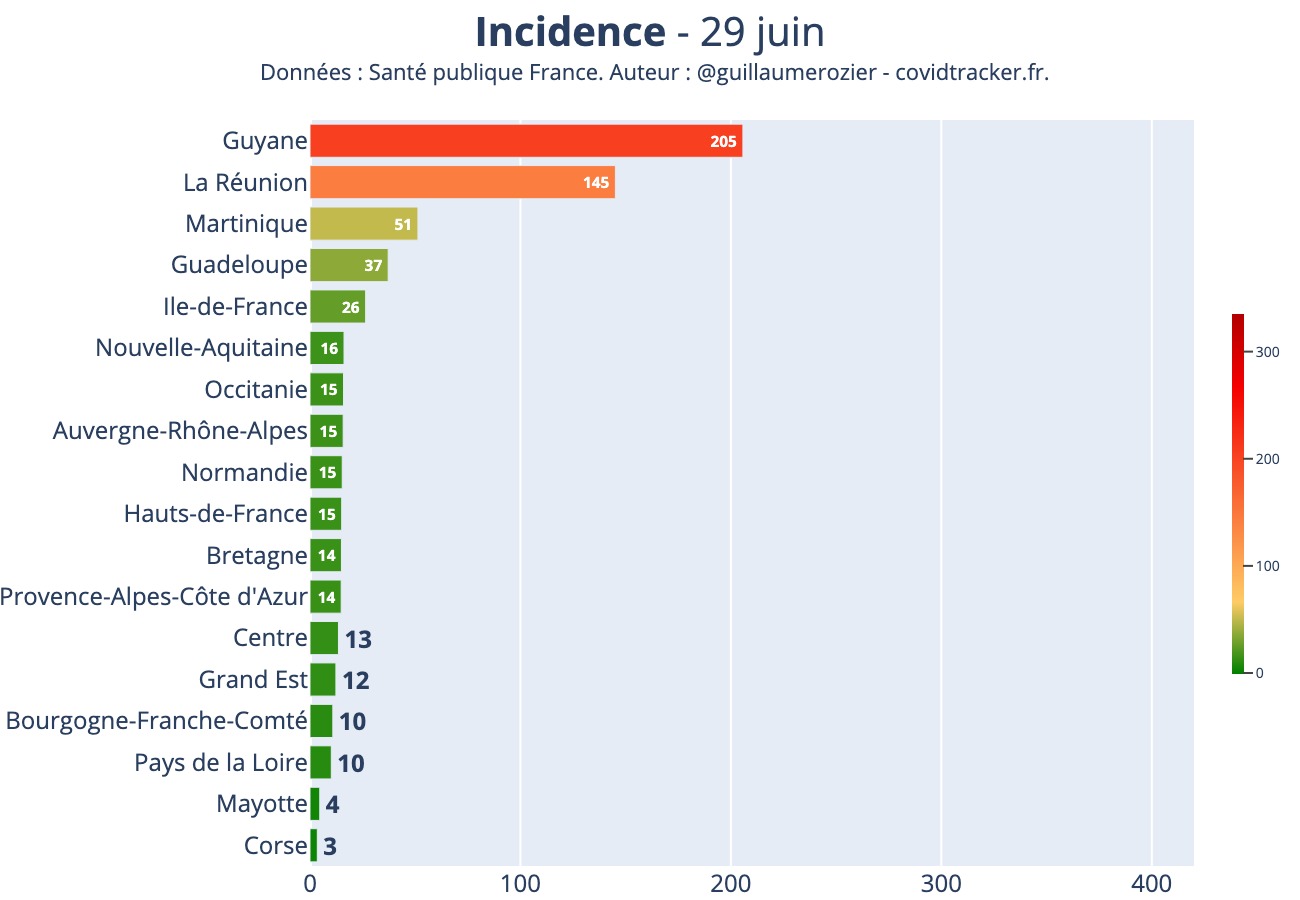 Incidence - 29 juin
Données : Santé publique France. Auteur : @guillaumerozier - covidtracker.fr.
Guyane 205
La Réunion 145
Martinique 51
Guadeloupe 37
Ile-de-France 26
Nouvelle-Aquitaine 16
Occitanie 15
Auvergne-Rhône-Alpes 15
Normandie 15
Hauts-de-France 15
Bretagne 14
Provence-Alpes-Côte d'Azur 14
Centre 13
Grand Est 12
Bourgogne-Franche-Comté 10
Pays de la Loire 10
Mayotte 4
Corse 3
0 100 200 300 400
300
200
100
0